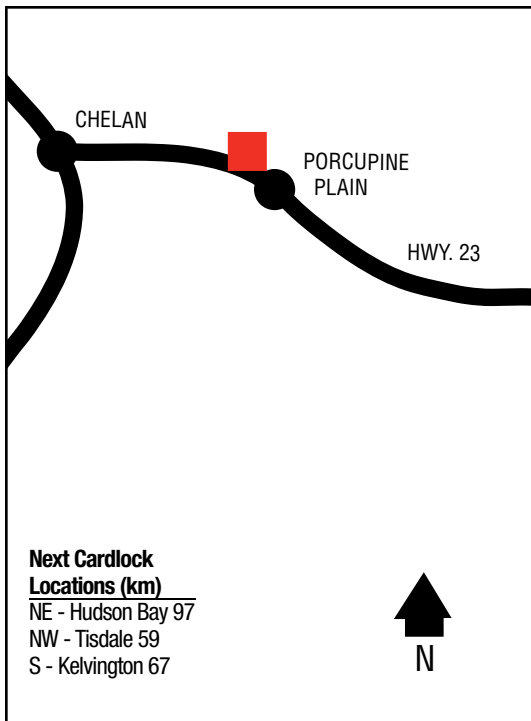 CHELAN
PORCUPINE
PLAIN
HWY. 23
Next Cardlock
Locations (km)
NE - Hudson Bay 97
NW - Tisdale 59
S - Kelvington 67
N